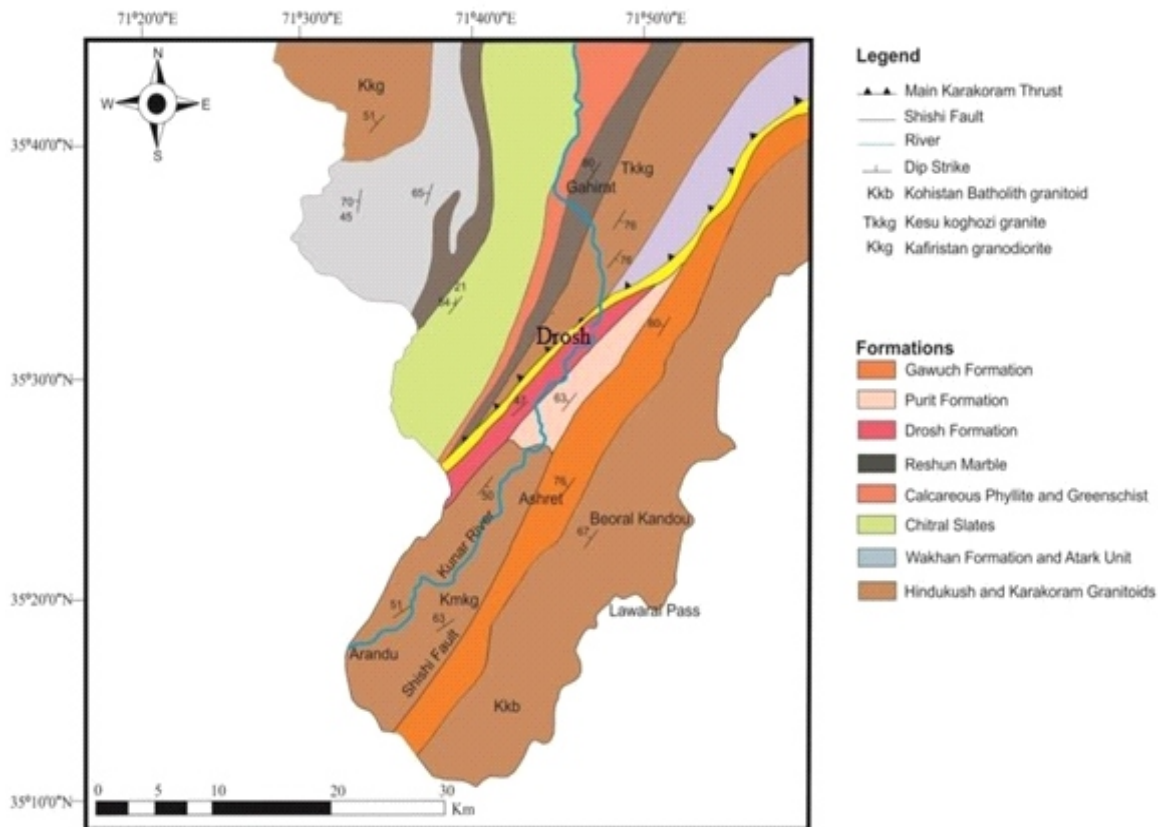 71°20'0"E 71°30'0"E 71°40'0"E 71°50'0"E
N
W E
S
35°40'0"N
35°30'0"N
35°20'0"N
35°10'0"N
Kkg
51
70
45
65
80
Gahirat
Tkkg
76
76
21
54
Drosh
60
47
63
50
Ashret
76
Beoral Kandou
67
Kunar River
51
Kmkg
63
Lawarai Pass
Arandu
Shishi Fault
Kkb
0 5 10 20 30
Km
Legend
Main Karakoram Thrust
Shishi Fault
River
Dip Strike
Kkb Kohistan Batholith granitoid
Tkkg Kesu koghozi granite
Kkg Kafiristan granodiorite
Formations
Gawuch Formation
Purit Formation
Drosh Formation
Reshun Marble
Calcareous Phyllite and Greenschist
Chitral Slates
Wakhan Formation and Atark Unit
Hindukush and Karakoram Granitoids